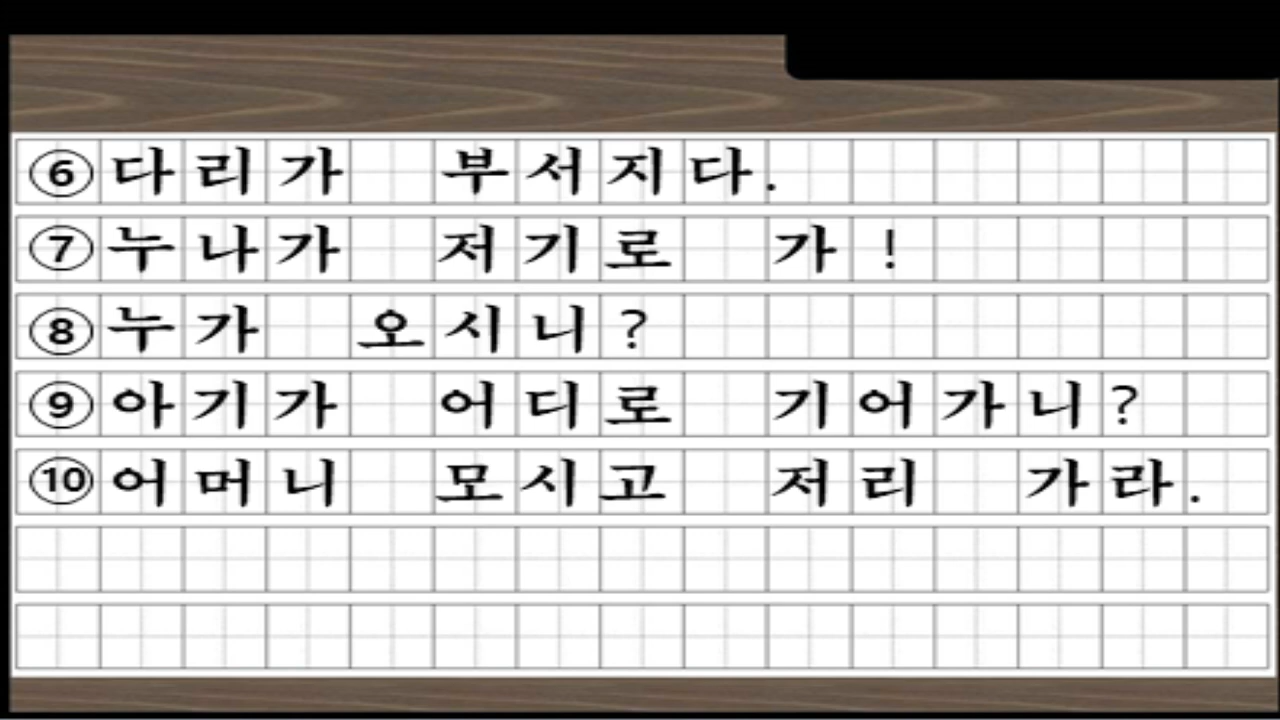 ⑥ 다리가 부서지다.
⑦ 누나가 저기로 가!
⑧ 누가 오시니?
⑨ 아기가 어디로 기어가니?
⑩ 어머니 모시고 저리 가라.